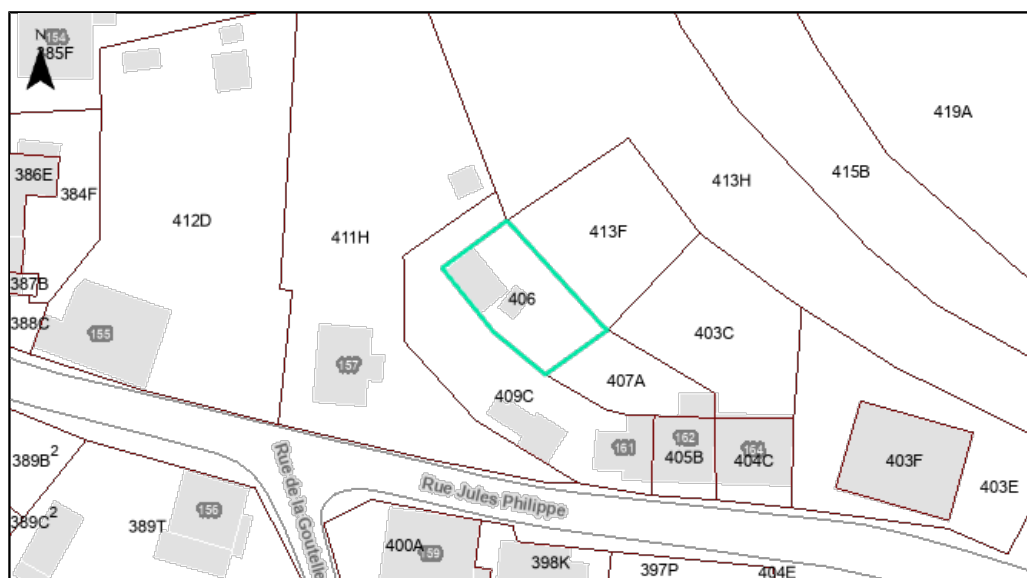 154
N
385F
419A
415B
386E
413H
384F
412D
413F
411H
387B
406
388C
155
403C
157
407A
409C
162
161
164
405B
404C
403F
389B²
Rue de la Goutelle
Rue Jules Philippe
403E
156
389C²
389T
400A
159
398K
397P
404E